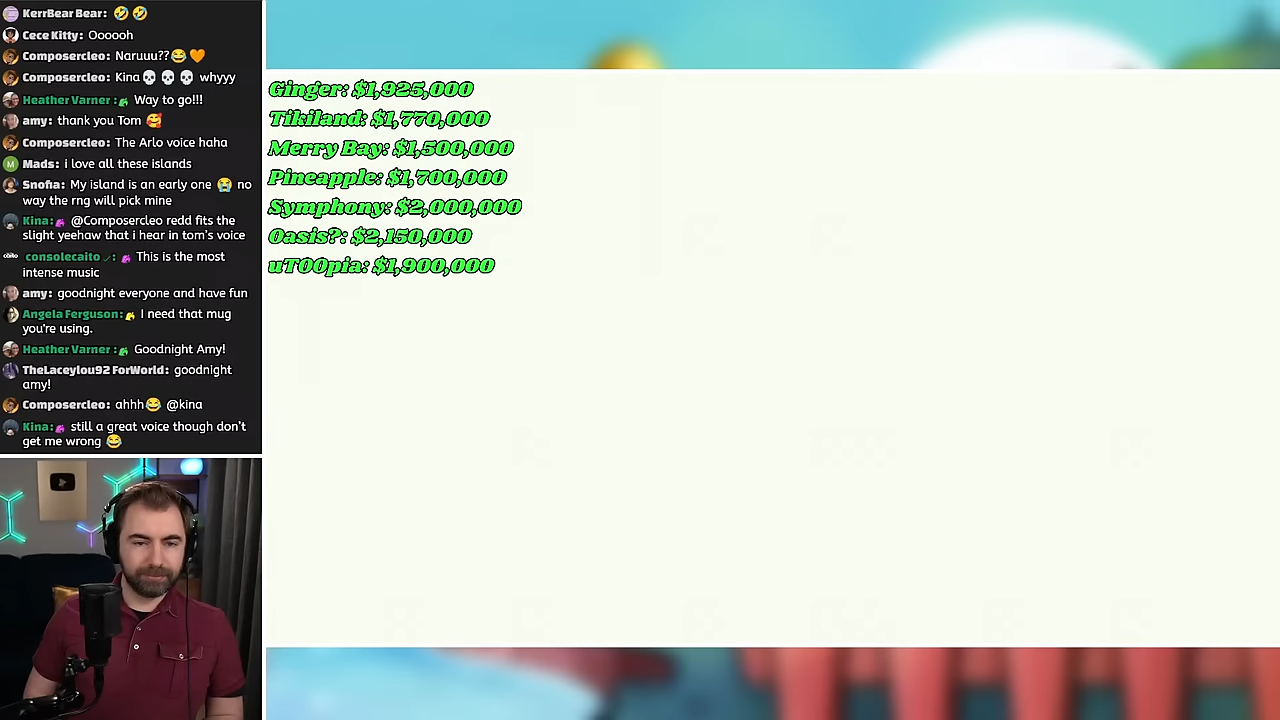 KerrBear Bear: 🤣 🤣
Cece Kitty: Oooooh
Composercleo: Naruuu??😂 🧡
Composercleo: Kina💀 💀 💀 whyyy
Heather Varner : Way to go!!!
amy: thank you Tom 🥰
Composercleo: The Arlo voice haha
M Mads: i love all these islands
Snofia: My island is an early one 😭 no
way the rng will pick mine
Kina: @Composercleo redd fits the
slight yeehaw that i hear in tom's voice
consolecaito : This is the most
intense music
amy: goodnight everyone and have fun
Angela Ferguson: I need that mug
you're using.
Heather Varner : Goodnight Amy!
TheLaceylou92 ForWorld: goodnight
amy!
Composercleo: ahhh😂 @kina
Kina: still a great voice though don't
get me wrong 😂
Ginger: $1,925,000
Tikiland: $1,770,000
Merry Bay: $1,500,000
Pineapple: $1,700,000
Symphony: $2,000,000
Oasis?: $2,150,000
uT00pia: $1,900,000